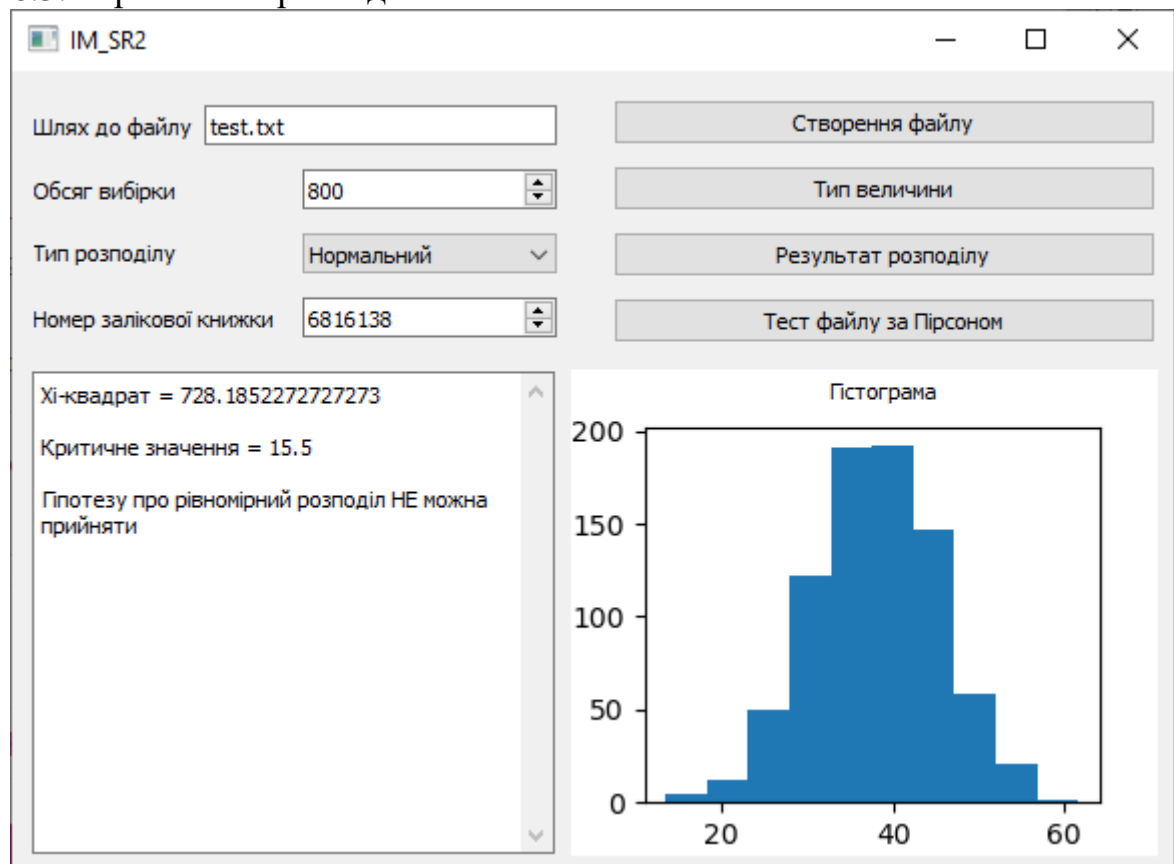 IM_SR2
Шлях до файлу test.txt
Створення файлу
Обсяг вибірки 800
Тип величини
Тип розподілу Нормальний
Результат розподілу
Номер залікової книжки 6816138
Тест файлу за Пірсоном
Хі-квадрат = 728.1852272727273
Критичне значення = 15.5
Гіпотезу про рівномірний розподіл НЕ можна
прийняти
Гістограма
200
150
100
50
0
20 40 60